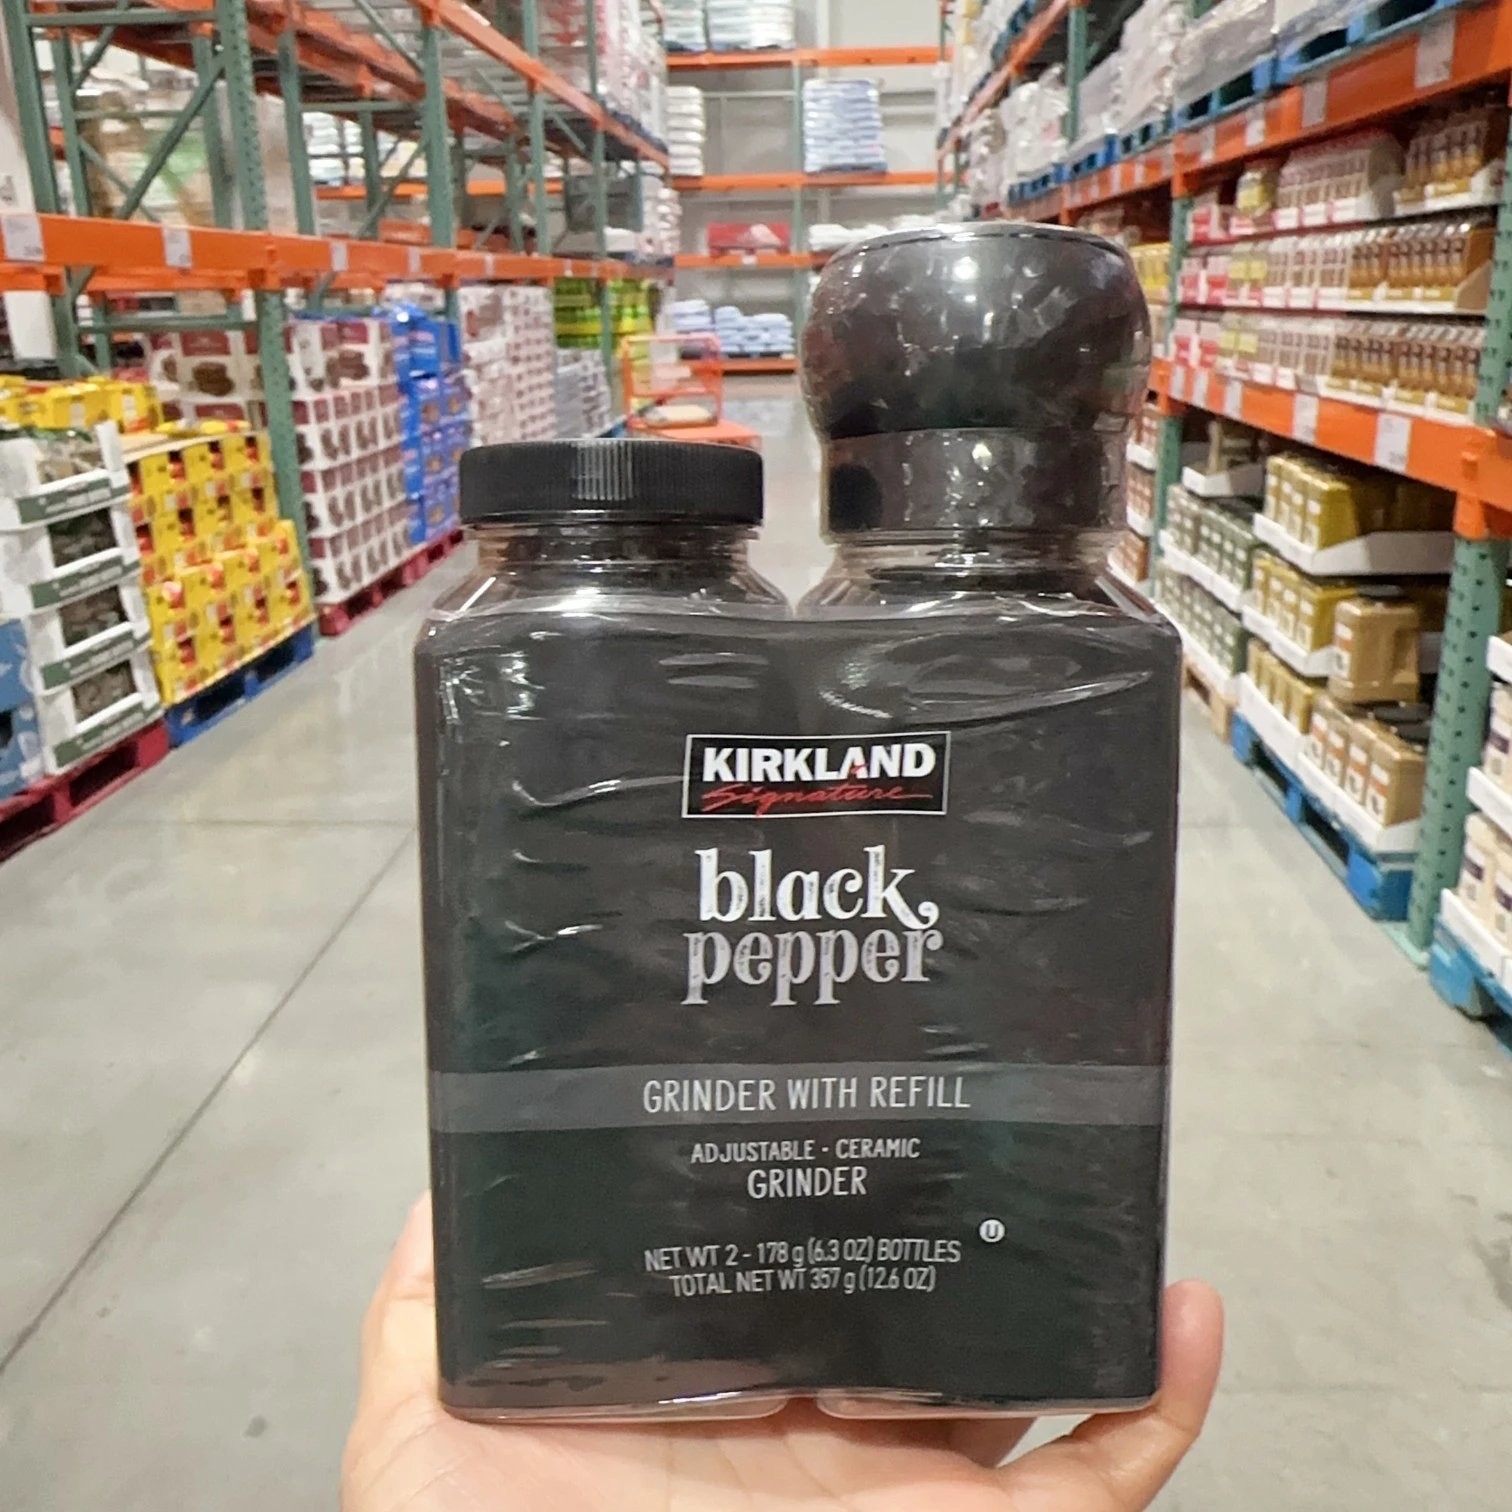 KIRKLAND
Signature
black
pepper
GRINDER WITH REFILL
ADJUSTABLE • CERAMIC
GRINDER
U
NET WT 2 - 178 g (6.3 OZ) BOTTLES
TOTAL NET WT 357 g (12.6 OZ)